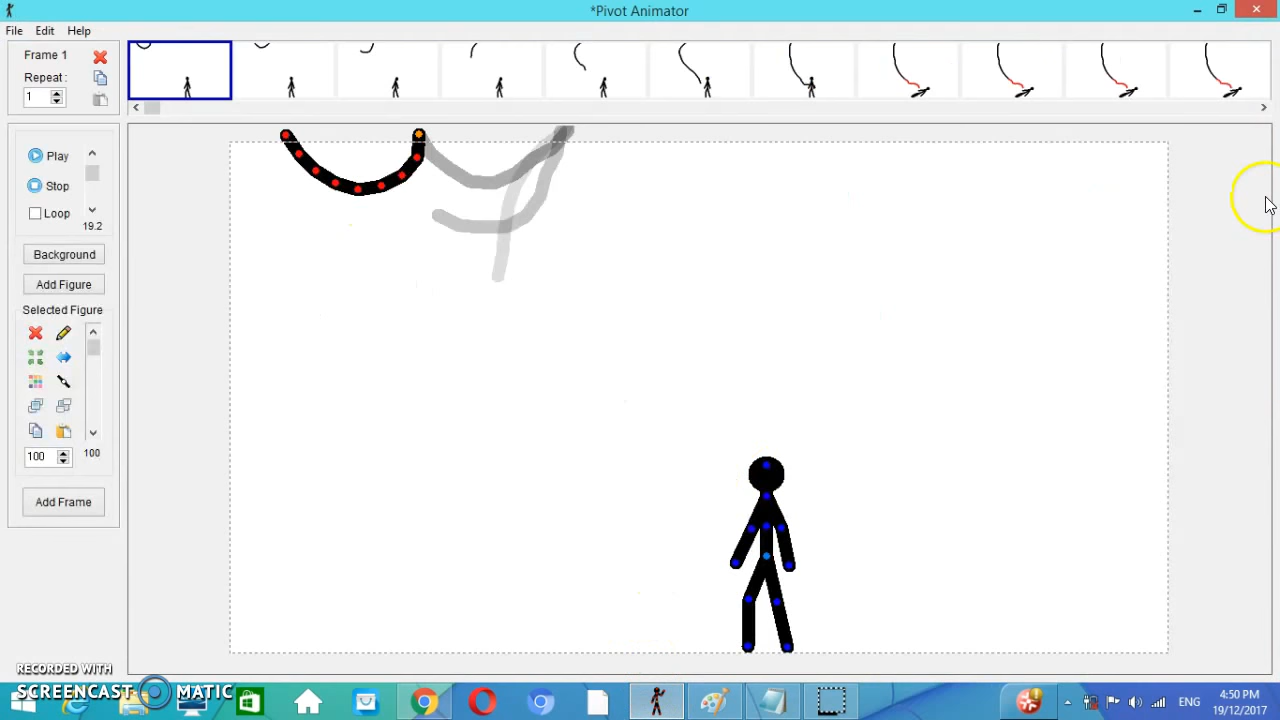 *Pivot Animator
File Edit Help
Frame 1
Repeat :
1
Play
Stop
Loop
19.2
Background
Add Figure
Selected Figure
100
100
Add Frame
RECORDED WITH
SCREENCAST MATIC
ENG
4:50 PM
19/12/2017